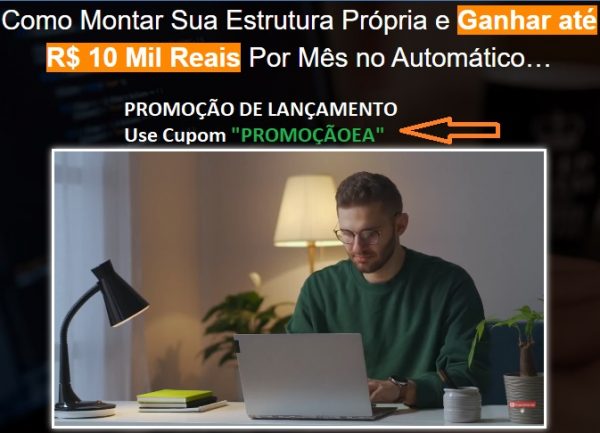 Como Montar Sua Estrutura Própria e Ganhar até
R$ 10 Mil Reais Por Mês no Automático...
PROMOÇÃO DE LANÇAMENTO
Use Cupom "PROMOÇÃOEA"